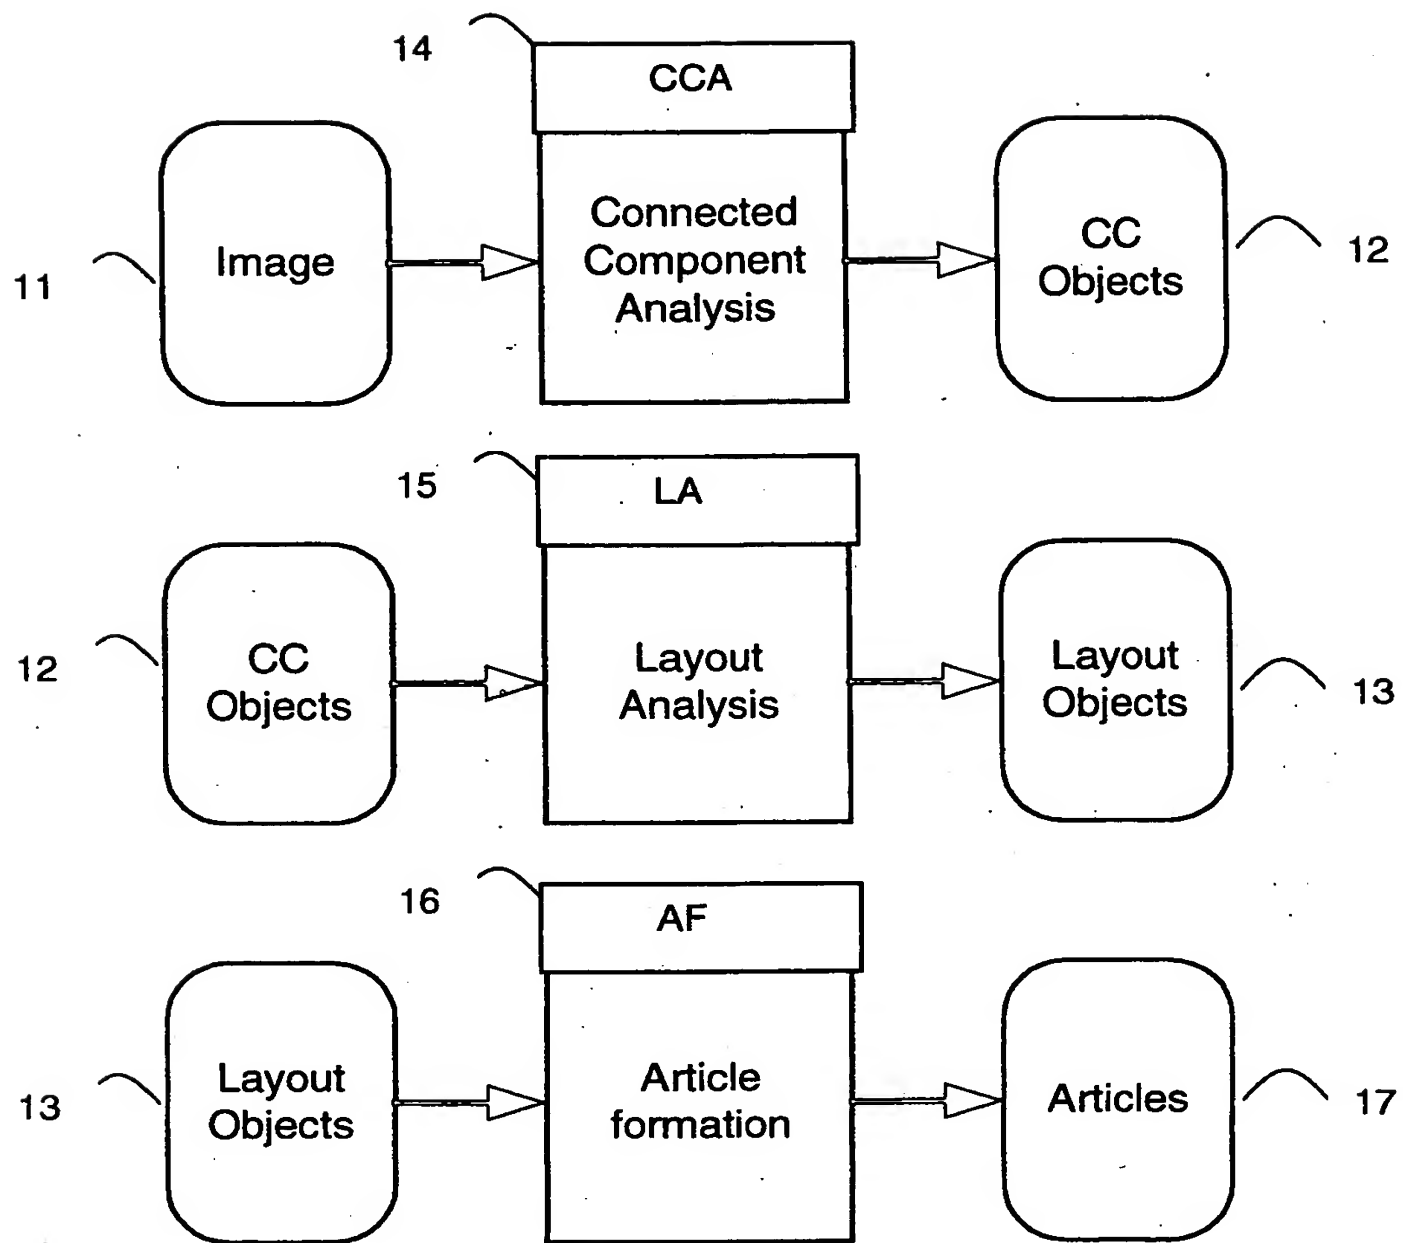 14
CCA
11
Image
Connected
Component
Analysis
CC
Objects
12
15
LA
12
CC
Objects
Layout
Analysis
Layout
Objects
13
16
AF
13
Layout
Objects
Article
formation
Articles
17